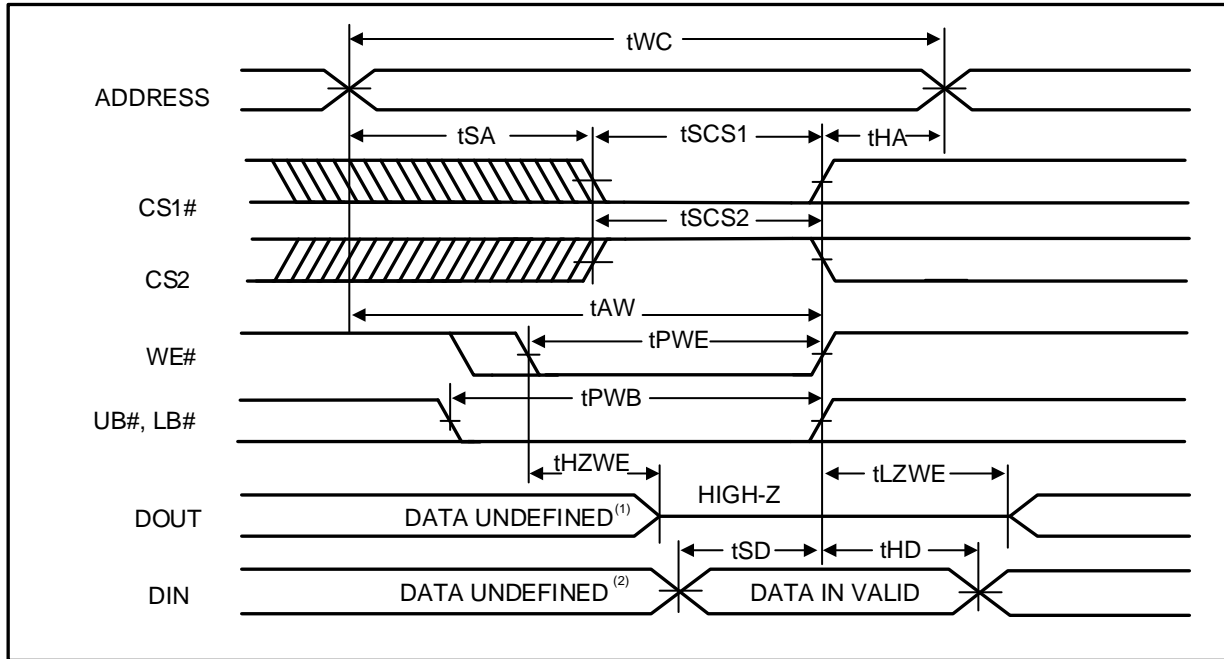 tWC
ADDRESS
tSA tSCS1 tHA
CS1#
tSCS2
CS2
tAW
WE# tPWE
UB#, LB# tPWB
tHZWE tLZWE
HIGH-Z
DOUT DATA UNDEFINED(1)
tSD tHD
DIN DATA UNDEFINED (2) DATA IN VALID